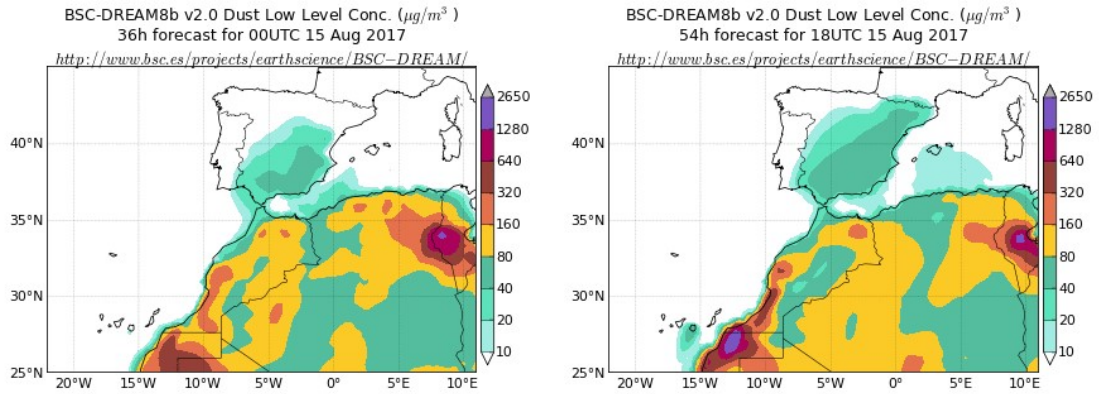 BSC-DREAM8b v2.0 Dust Low Level Conc. (μg/m³ )
36h forecast for 00UTC 15 Aug 2017
http://www.bsc.es/projects/earthscience/BSC−DREAM/
40°N
35°N
30°N
25°N
20°W
15°W
10°W
5°W
0°
5°E
10°E
2650
1280
640
320
160
80
40
20
10
BSC-DREAM8b v2.0 Dust Low Level Conc. (μg/m³ )
54h forecast for 18UTC 15 Aug 2017
http://www.bsc.es/projects/earthscience/BSC−DREAM/
40°N
35°N
30°N
25°N
20°W
15°W
10°W
5°W
0°
5°E
10°E
2650
1280
640
320
160
80
40
20
10